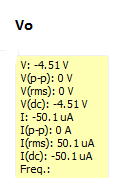 Vo
V: -4.51 V
V(p-p): 0 V
V(rms): 0 V
V(dc): -4.51 V
I: -50.1 uA
I(p-p): 0 A
I(rms): 50.1 uA
I(dc): -50.1 uA
Freq.: